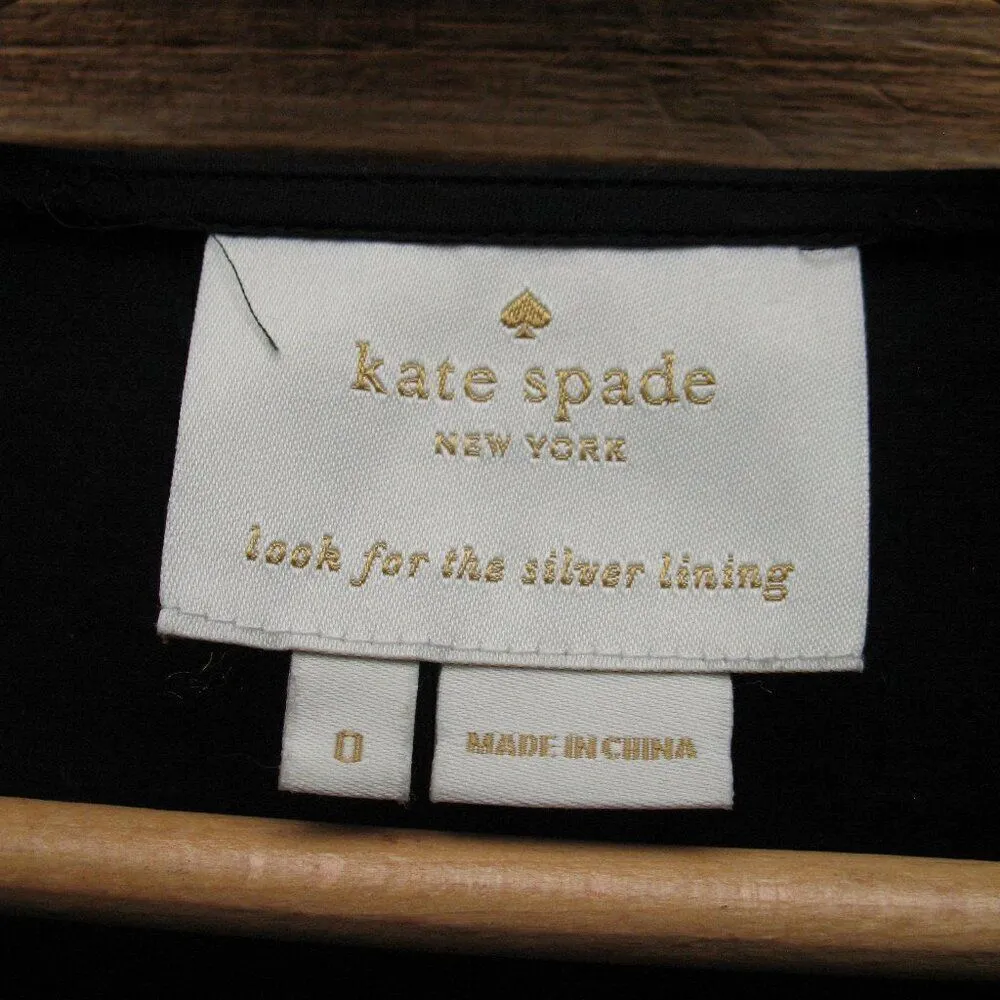 kate spade
NEW YORK
look for the silver lining
0
MADE IN CHINA